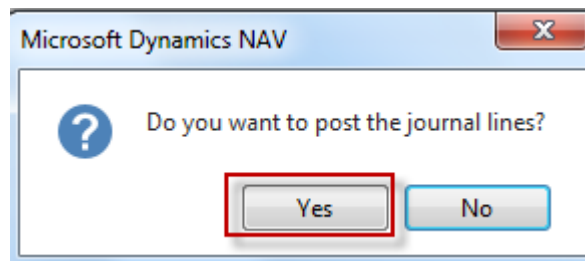 Microsoft Dynamics NAV
Do you want to post the journal lines?
Yes No